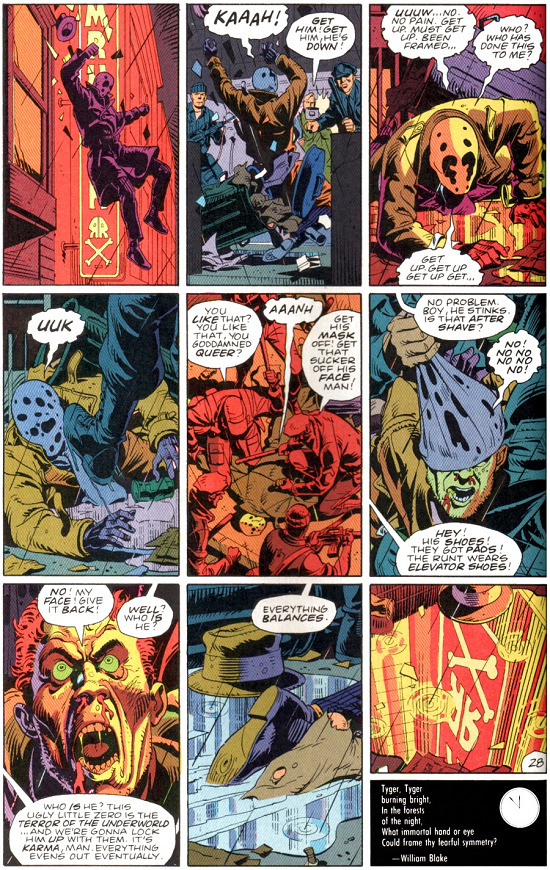 KAAAH!
GET
HIM! GET
HIM, HE'S
DOWN!
UUUW...NO.
NO PAIN. GET
UP. MUST GET
UP. BEEN
FRAMED...
WHO?
WHO HAS
DONE THIS
TO ME?
GET
UP. GET UP
GET UP GET...
UUK
YOU
LIKE THAT?
YOU LIKE
THAT, YOU
GODDAMNED
QUEER?
AAANH
GET
HIS
MASK
OFF! GET
THAT
SUCKER
OFF HIS
FACE
MAN!
NO PROBLEM.
BOY, HE STINKS.
IS THAT AFTER
SHAVE?
NO!
NO NO
NO NO
NO!
HEY!
HIS SHOES!
THEY GOT PADS!
THE RUNT WEARS
ELEVATOR SHOES!
NO! MY
FACE! GIVE
IT BACK!
WELL?
WHO IS
HE?
WHO IS HE? THIS
UGLY LITTLE ZERO IS THE
TERROR OF THE UNDERWORLD
...AND WE'RE GONNA LOCK
HIM UP WITH THEM. IT'S
KARMA, MAN. EVERYTHING
EVENS OUT EVENTUALLY.
EVERYTHING
BALANCES.
28
Tyger, Tyger
burning bright,
In the forests
of the night,
What immortal hand or eye
Could frame thy fearful symmetry?
—William Blake